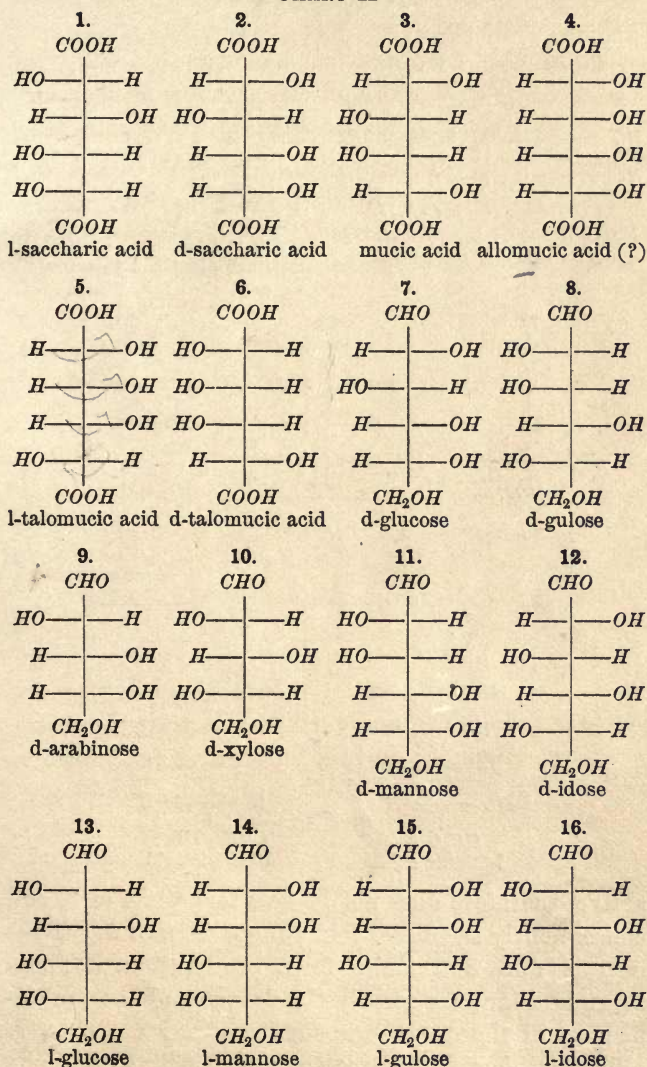 1. 2. 3. 4.
COOH COOH COOH COOH
HO H H OH H OH H OH
H OH HO H HO H H OH
HO H H OH HO H H OH
HO H H OH H OH H OH
COOH COOH COOH COOH
l-saccharic acid d-saccharic acid mucic acid allomucic acid (?)
5. 6. 7. 8.
COOH COOH CHO CHO
H OH HO H H OH HO H
H OH HO H HO H HO H
H OH HO H H OH H OH
HO H H OH H OH HO H
COOH COOH CH₂OH CH₂OH
l-talomucic acid d-talomucic acid d-glucose d-gulose
9. 10. 11. 12.
CHO CHO CHO CHO
HO H HO H HO H H OH
H OH H OH HO H HO H
H OH HO H H OH H OH
CH₂OH CH₂OH H OH HO H
d-arabinose d-xylose CH₂OH CH₂OH
d-mannose d-idose
13. 14. 15. 16.
CHO CHO CHO CHO
HO H H OH H OH HO H
H OH H OH H OH H OH
HO H HO H HO H HO H
HO H HO H H OH H OH
CH₂OH CH₂OH CH₂OH CH₂OH
l-glucose l-mannose l-gulose l-idose